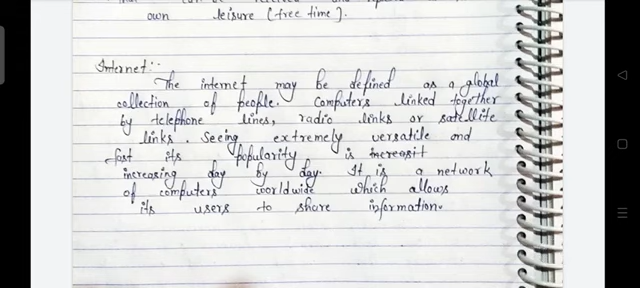 own leisure (free time).
Internet:-
The internet may be defined as a global
collection of people. Computers linked together
by telephone lines, radio links or satellite
links. Seeing extremely versatile and
fast its popularity is increasit
increasing day by day. It is a network
of computers worldwide which allows
its users to share information.